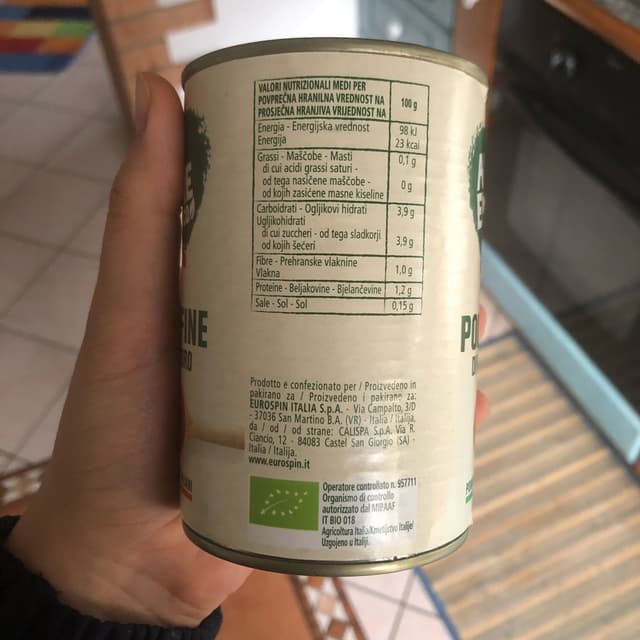 VALORI NUTRIZIONALI MEDI PER
POVPREČNA HRANILNA VREDNOST NA
PROSJEČNA HRANJIVA VRIJEDNOST NA
100 g
Energia - Energijska vrednost
Energija
98 kJ
23 kcal
Grassi - Maščobe - Masti
0,1 g
di cui acidi grassi saturi -
od tega nasičene maščobe -
od kojih zasićene masne kiseline
0 g
Carboidrati - Ogljikovi hidrati
Ugljikohidrati
3,9 g
di cui zuccheri - od tega sladkorji
od kojih šećeri
3,9 g
Fibre - Prehranske vlaknine
Vlakna
1,0 g
Proteine - Beljakovine - Bjelančevine
1,2 g
Sale - Sol - Sol
0,15 g
Prodotto e confezionato per / Proizvedeno in
pakirano za / Proizvedeno i pakirano za:
EUROSPIN ITALIA S.p.A. - Via Campalto, 3/D
- 37036 San Martino B.A. (VR) - Italia / Italija,
da / od / od strane: CALISPA S.p.A. Via R.
Ciancio, 12 - 84083 Castel San Giorgio (SA) -
Italia / Italija.
www.eurospin.it
Operatore controllato n. 957711
Organismo di controllo
autorizzato dal MIPAAF
IT BIO 018
Agricoltura Italia/Kmetijstvo Italije/
Uzgojeno u Italiji.
INE
PO